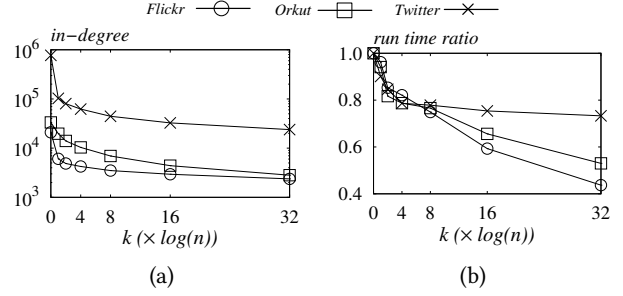 Flickr Orkut Twitter
in−degree
10^6
10^5
10^4
10^3
0 4 8 16 32
k (× log(n))
(a)
run time ratio
1.0
0.8
0.6
0.4
0 4 8 16 32
k (× log(n))
(b)